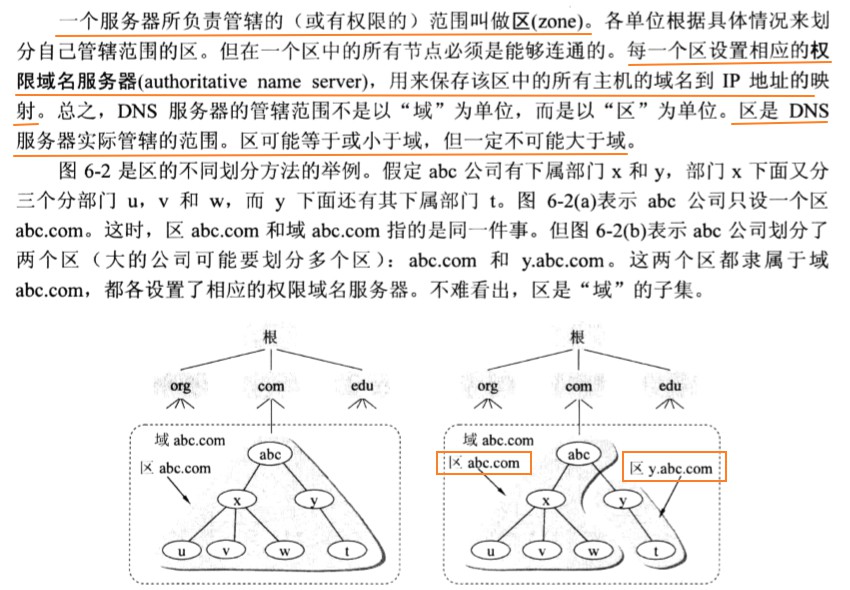 一个服务器所负责管辖的（或有权限的）范围叫做区(zone)。各单位根据具体情况来划
分自己管辖范围的区。但在一个区中的所有节点必须是能够连通的。每一个区设置相应的权
限域名服务器(authoritative name server)，用来保存该区中的所有主机的域名到 IP 地址的映
射。总之，DNS 服务器的管辖范围不是以“域”为单位，而是以“区”为单位。区是 DNS
服务器实际管辖的范围。区可能等于或小于域，但一定不可能大于域。
图 6-2 是区的不同划分方法的举例。假定 abc 公司有下属部门 x 和 y，部门 x 下面又分
三个分部门 u，v 和 w，而 y 下面还有其下属部门 t。图 6-2(a)表示 abc 公司只设一个区
abc.com。这时，区 abc.com 和域 abc.com 指的是同一件事。但图 6-2(b)表示 abc 公司划分了
两个区（大的公司可能要划分多个区）：abc.com 和 y.abc.com。这两个区都隶属于域
abc.com，都各设置了相应的权限域名服务器。不难看出，区是“域”的子集。
根
org com edu
域 abc.com
区 abc.com
abc
x y
u v w t
根
org com edu
域 abc.com
区 abc.com
abc
区 y.abc.com
x y
u v w t